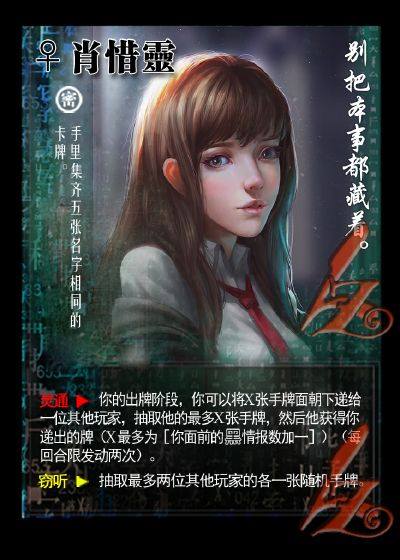 ♀ 肖惜靈
密
手里集齐五张名字相同的
卡牌。
别把本事都藏着。
灵通 ▶ 你的出牌阶段，你可以将X张手牌面朝下递给
一位其他玩家，抽取他的最多X张手牌，然后他获得你
递出的牌（X最多为［你面前的 情报数加一］）（每
回合限发动两次）。
窃听 ▶ 抽取最多两位其他玩家的各一张随机手牌。